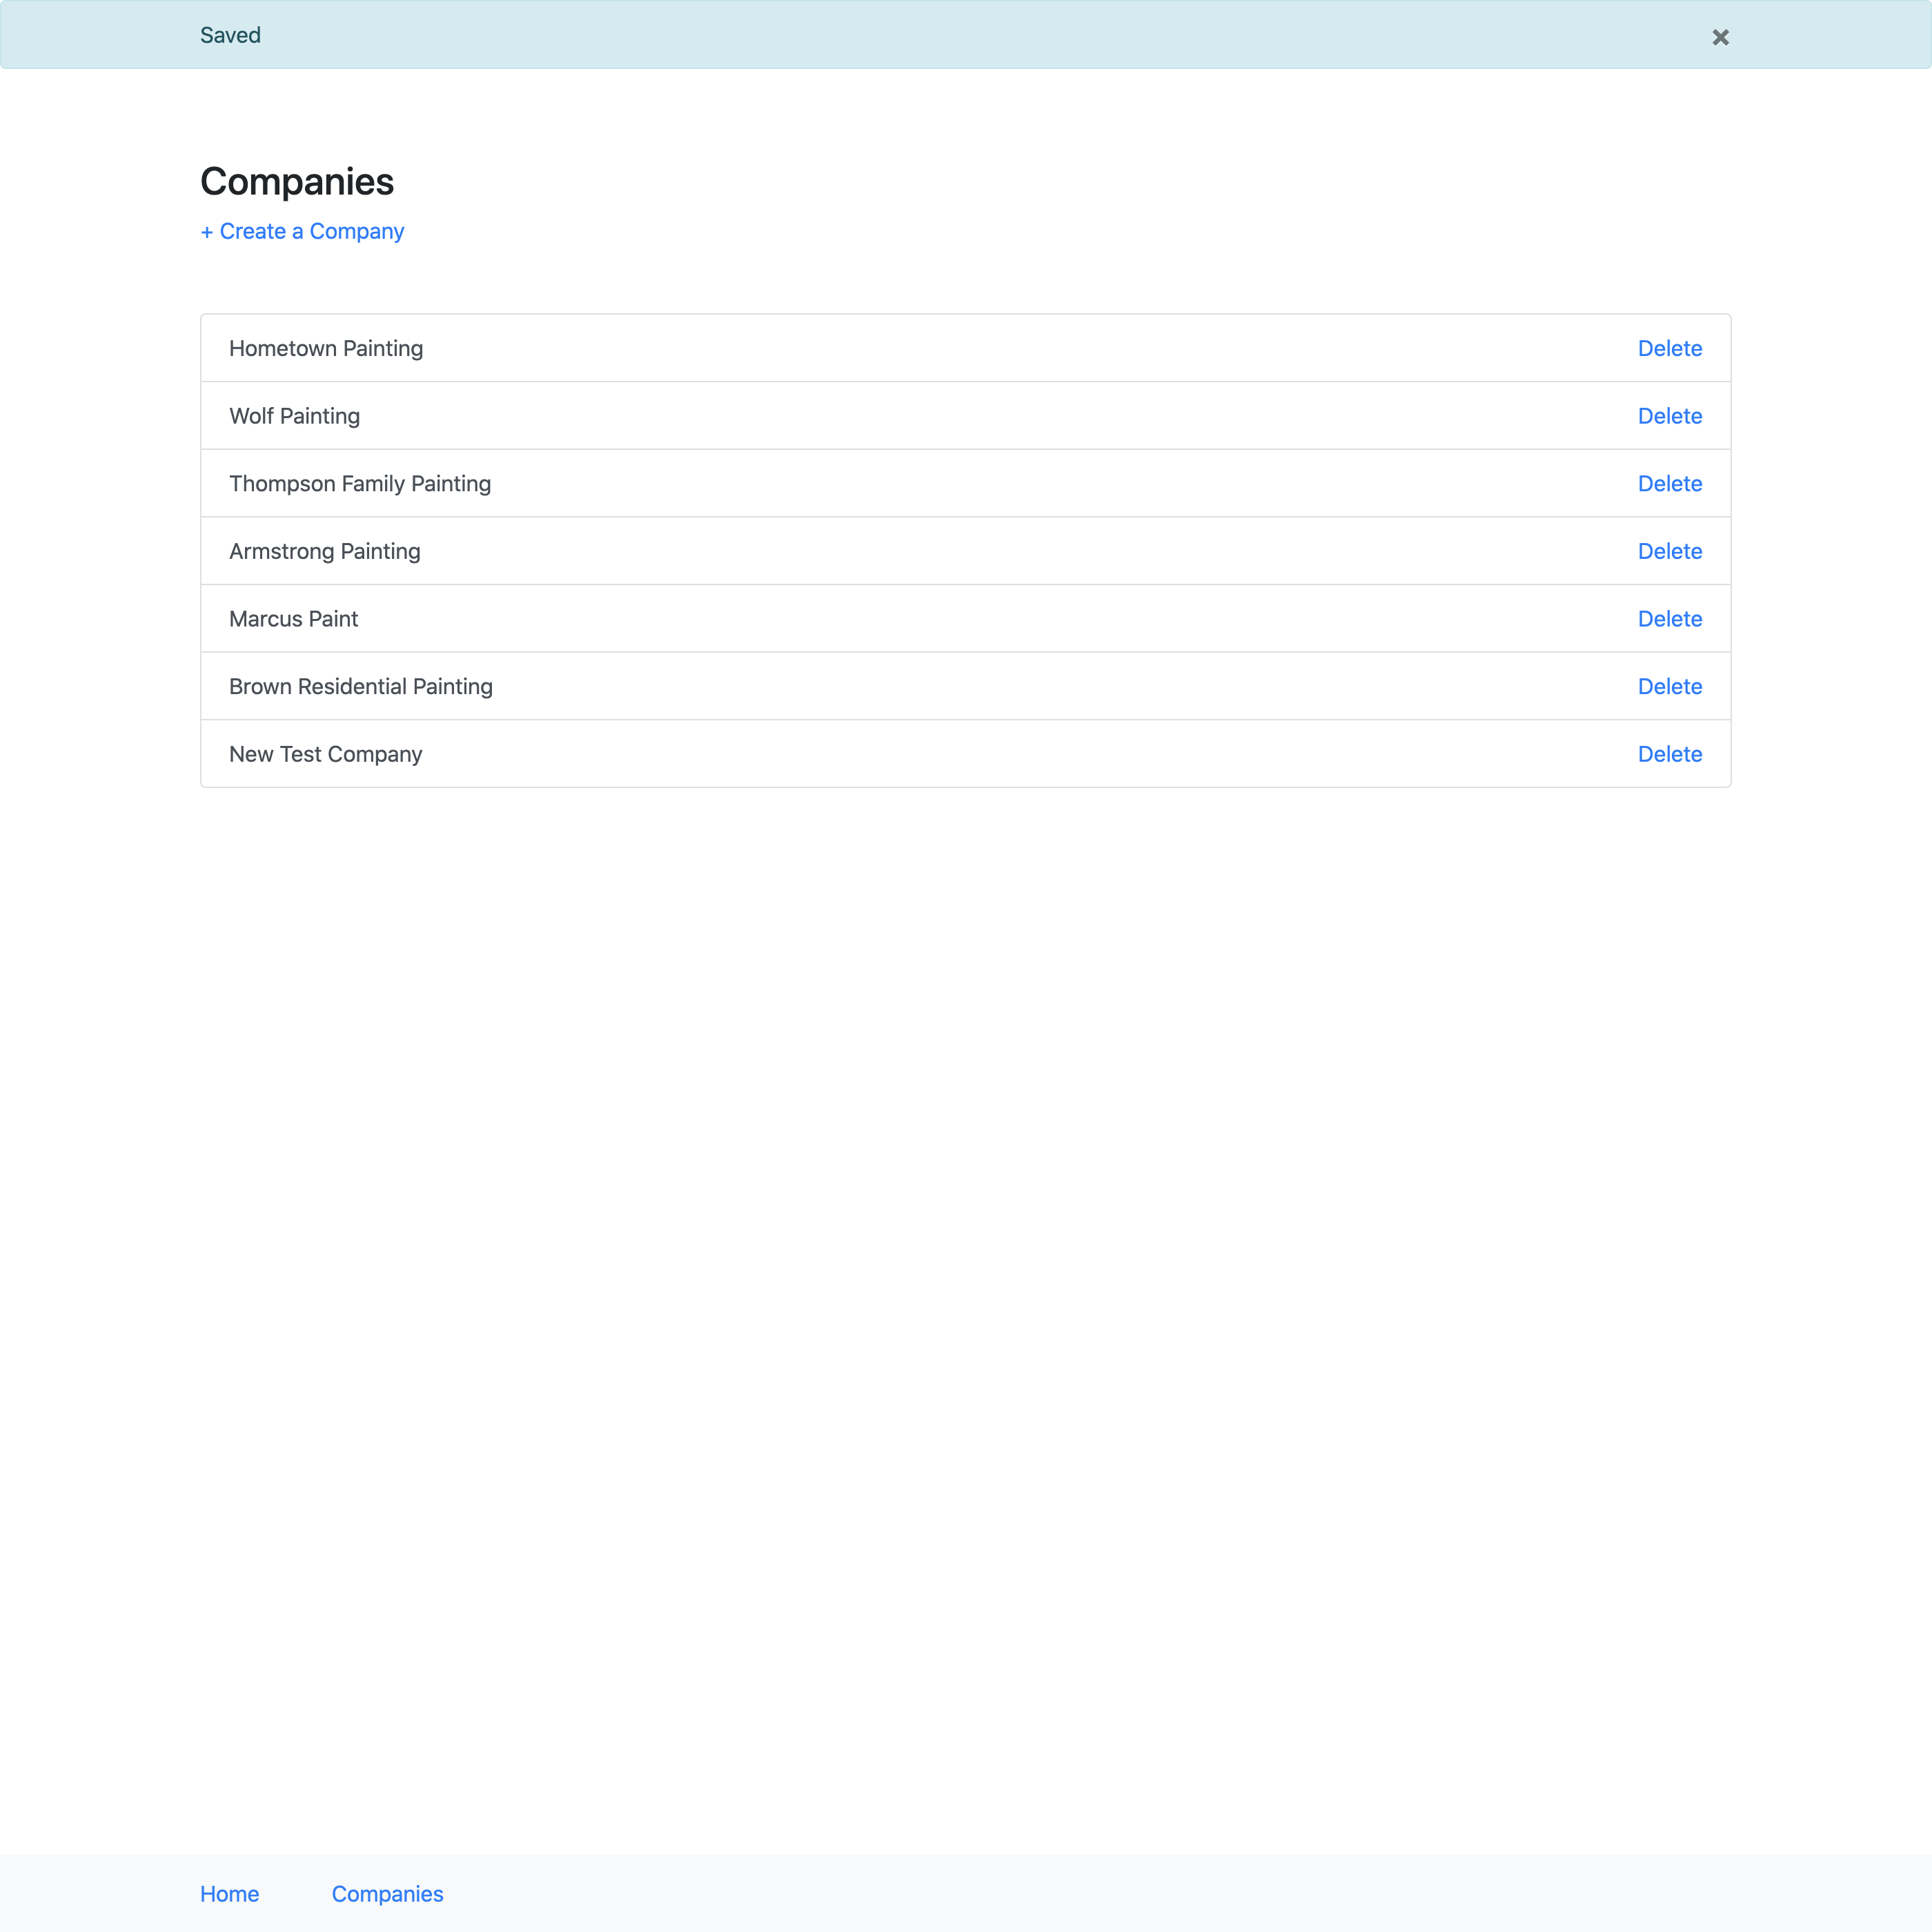 Saved ×
Companies
+ Create a Company
Hometown Painting Delete
Wolf Painting Delete
Thompson Family Painting Delete
Armstrong Painting Delete
Marcus Paint Delete
Brown Residential Painting Delete
New Test Company Delete
Home Companies